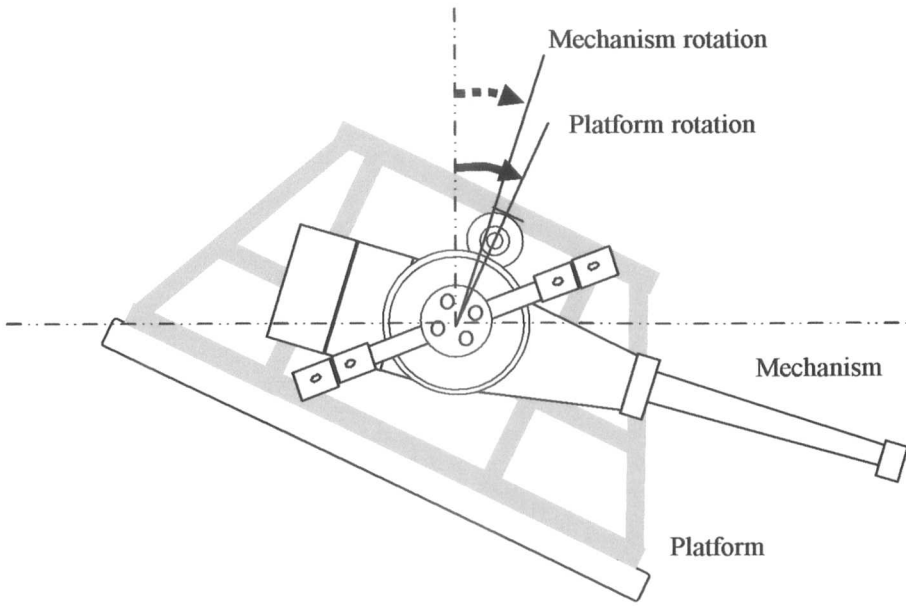 Mechanism rotation
Platform rotation
Mechanism
Platform